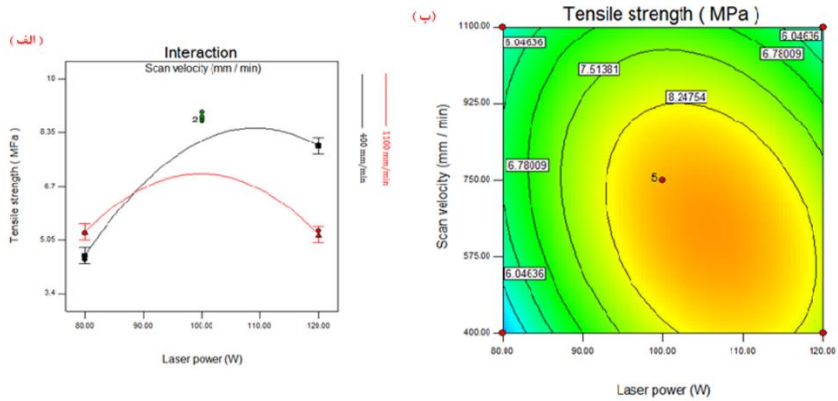 (الف)
Interaction
Scan velocity (mm / min)
Tensile strength ( MPa )
10
8.35
6.7
5.05
3.4
2
80.00 90.00 100.00 110.00 120.00
Laser power (W)
400 mm/min
1100 mm/min
(ب)
Tensile strength ( MPa )
Scan velocity (mm / min)
1100.00
925.00
750.00
575.00
400.00
6.04636
6.04636
6.78009
7.51381
8.24754
6.78009
5
6.04636
80.00 90.00 100.00 110.00 120.00
Laser power (W)